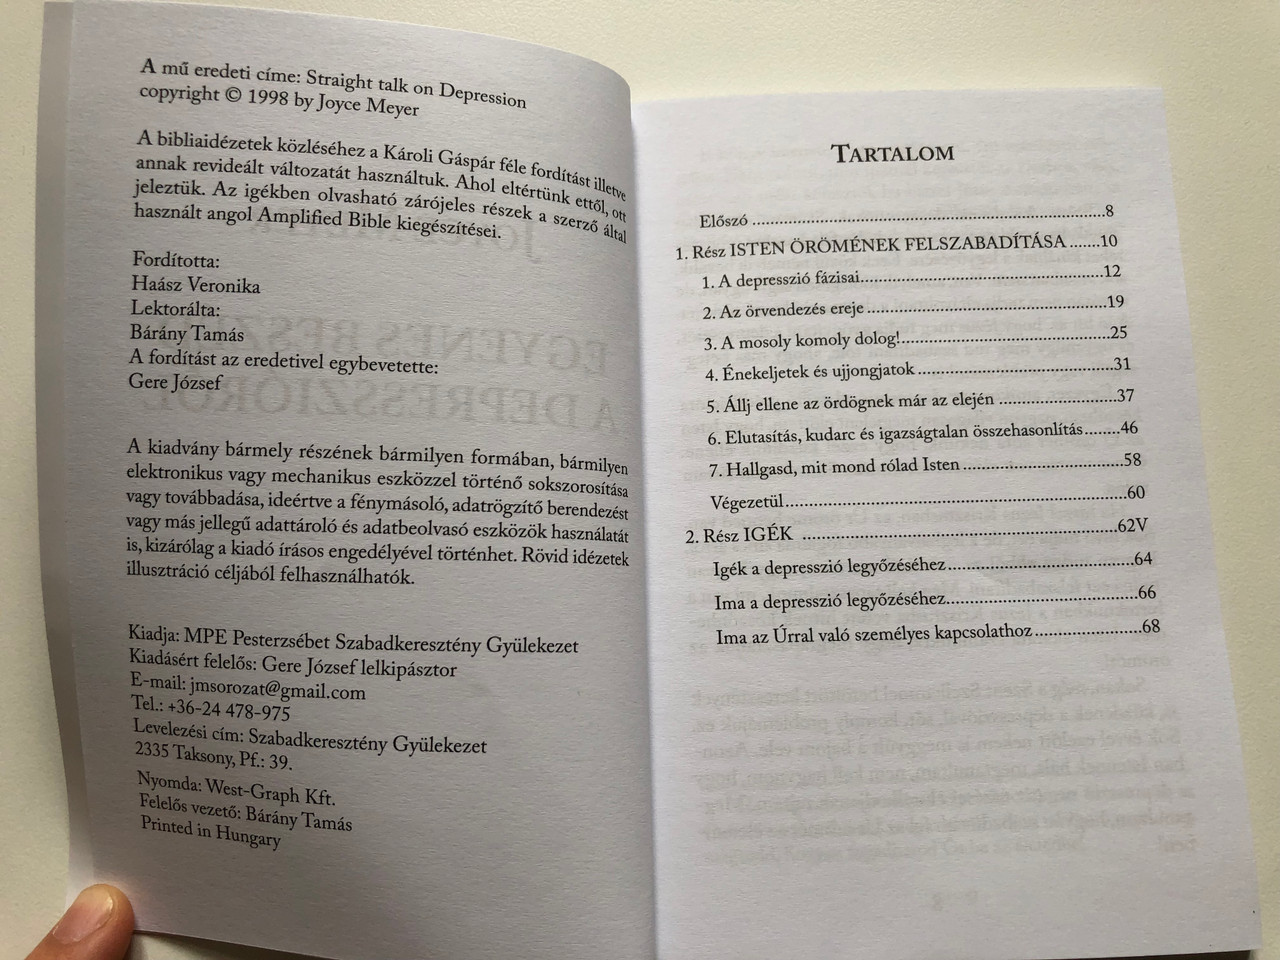 A mű eredeti címe: Straight talk on Depression
copyright © 1998 by Joyce Meyer
A bibliaidézetek közléséhez a Károli Gáspár féle fordítást illetve
annak revideált változatát használtuk. Ahol eltértünk ettől, ott
jeleztük. Az igékben olvasható zárójeles részek a szerző által
használt angol Amplified Bible kiegészítései.
Fordította:
Haász Veronika
Lektorálta:
Bárány Tamás
A fordítást az eredetivel egybevetette:
Gere József
A kiadvány bármely részének bármilyen formában, bármilyen
elektronikus vagy mechanikus eszközzel történő sokszorosítása
vagy továbbadása, ideértve a fénymásoló, adatrögzítő berendezést
vagy más jellegű adattároló és adatbeolvasó eszközök használatát
is, kizárólag a kiadó írásos engedélyével történhet. Rövid idézetek
illusztráció céljából felhasználhatók.
Kiadja: MPE Pesterzsébet Szabadkeresztény Gyülekezet
Kiadásért felelős: Gere József lelkipásztor
E-mail: jmsorozat@gmail.com
Tel.: +36-24 478-975
Levelezési cím: Szabadkeresztény Gyülekezet
2335 Taksony, Pf.: 39.
Nyomda: West-Graph Kft.
Felelős vezető: Bárány Tamás
Printed in Hungary
TARTALOM
Előszó ........................................................................8
1. Rész ISTEN ÖRÖMÉNEK FELSZABADÍTÁSA.......10
1. A depresszió fázisai..................................................12
2. Az örvendezés ereje.................................................19
3. A mosoly komoly dolog!...........................................25
4. Énekeljetek és ujjongjatok........................................31
5. Állj ellene az ördögnek már az elején ........................37
6. Elutasítás, kudarc és igazságtalan összehasonlítás........46
7. Hallgasd, mit mond rólad Isten.................................58
Végezetül.....................................................................60
2. Rész IGÉK ................................................................62V
Igék a depresszió legyőzéséhez......................................64
Ima a depresszió legyőzéséhez.......................................66
Ima az Úrral való személyes kapcsolathoz......................68